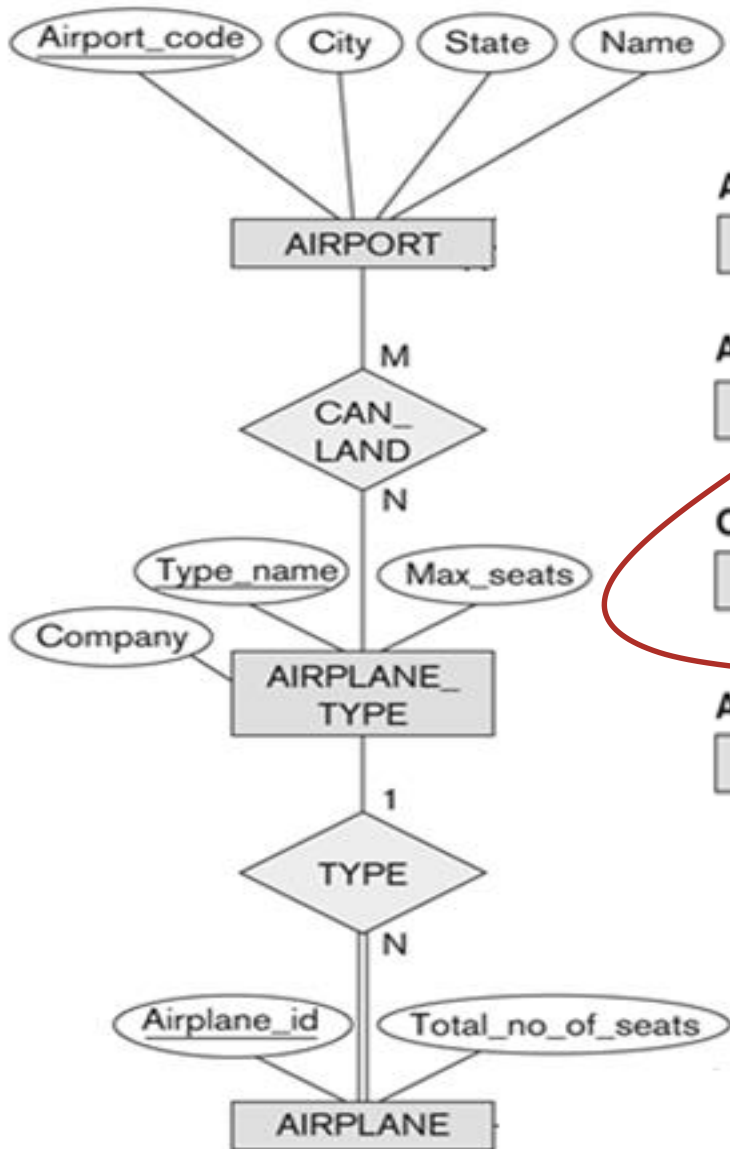 Airport_code City State Name
AIRPORT
M
CAN_
LAND
N
Type_name Max_seats
Company
AIRPLANE_
TYPE
1
TYPE
N
Airplane_id Total_no_of_seats
AIRPLANE